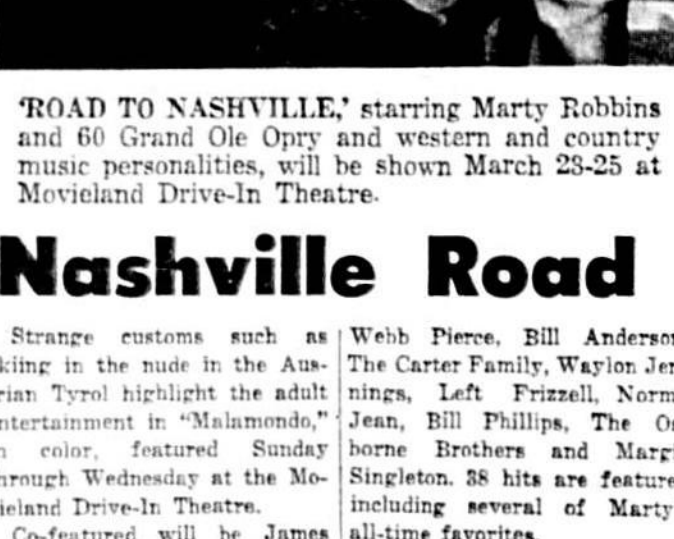 ‘ROAD TO NASHVILLE,’ starring Marty Robbins
and 60 Grand Ole Opry and western and country
music personalities, will be shown March 23-25 at
Movieland Drive-In Theatre.
Nashville Road
Strange customs such as
kiing in the nude in the Aus-
rian Tyrol highlight the adult
ntertainment in “Malamondo,”
n color, featured Sunday
hrough Wednesday at the Mo-
ieland Drive-In Theatre.
Co-featured will be James
Webb Pierce, Bill Anderson
The Carter Family, Waylon Jen
nings, Left Frizzell, Norm
Jean, Bill Phillips, The Os
borne Brothers and Margi
Singleton. 38 hits are feature
including several of Marty
all-time favorites.